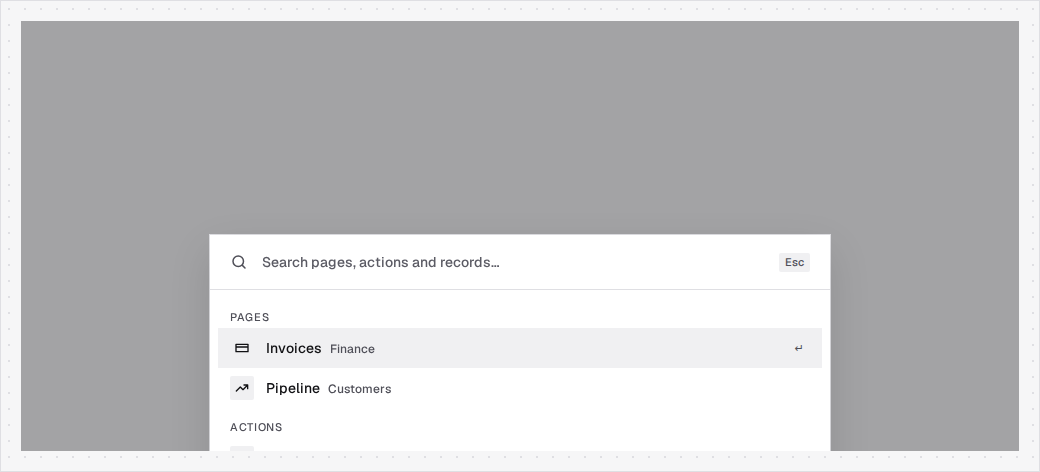 Search pages, actions and records... Esc
PAGES
Invoices Finance ↵
Pipeline Customers
ACTIONS